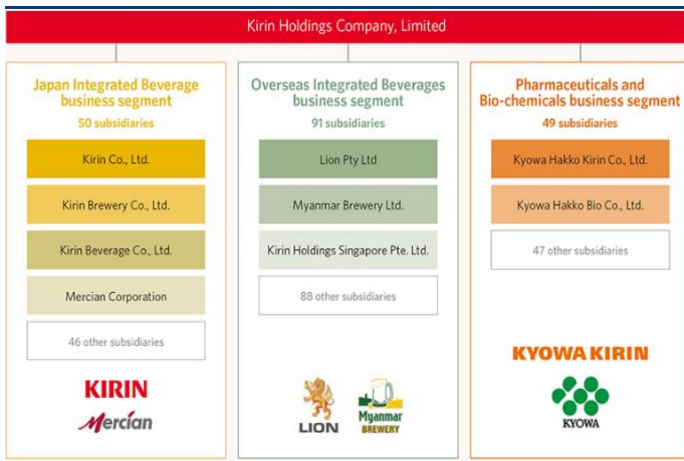 Kirin Holdings Company, Limited
Japan Integrated Beverage
business segment
50 subsidiaries
Kirin Co., Ltd.
Kirin Brewery Co., Ltd.
Kirin Beverage Co., Ltd.
Mercian Corporation
46 other subsidiaries
KIRIN
Mercian
Overseas Integrated Beverages
business segment
91 subsidiaries
Lion Pty Ltd
Myanmar Brewery Ltd.
Kirin Holdings Singapore Pte. Ltd.
88 other subsidiaries
LION
Myanmar
BREWERY
Pharmaceuticals and
Bio-chemicals business segment
49 subsidiaries
Kyowa Hakko Kirin Co., Ltd.
Kyowa Hakko Bio Co., Ltd.
47 other subsidiaries
KYOWA KIRIN
KYOWA